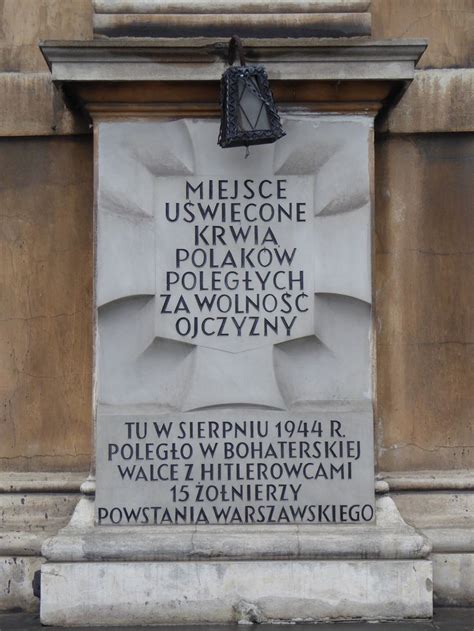 MIEJSCE
UŚWIĘCONE
KRWIĄ
POLAKÓW
POLEGŁYCH
ZA WOLNOŚĆ
OJCZYZNY
TU W SIERPNIU 1944 R.
POLEGŁO W BOHATERSKIEJ
WALCE Z HITLEROWCAMI
15 ŻOŁNIERZY
POWSTANIA WARSZAWSKIEGO